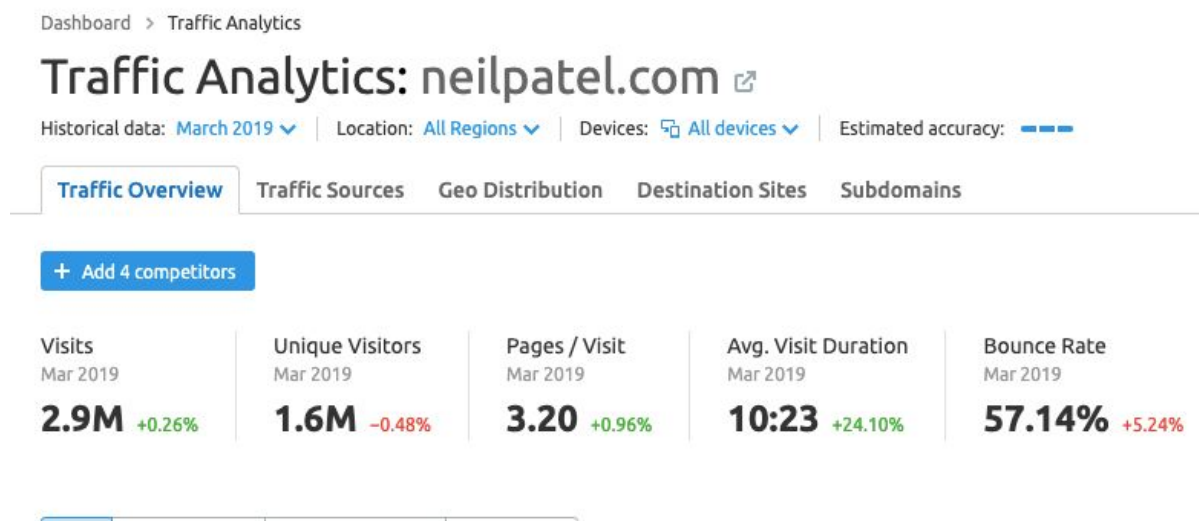 Dashboard > Traffic Analytics
Traffic Analytics: neilpatel.com
Historical data: March 2019 Location: All Regions Devices: All devices Estimated accuracy:
Traffic Overview Traffic Sources Geo Distribution Destination Sites Subdomains
+ Add 4 competitors
Visits Unique Visitors Pages / Visit Avg. Visit Duration Bounce Rate
Mar 2019 Mar 2019 Mar 2019 Mar 2019 Mar 2019
2.9M +0.26% 1.6M −0.48% 3.20 +0.96% 10:23 +24.10% 57.14% +5.24%